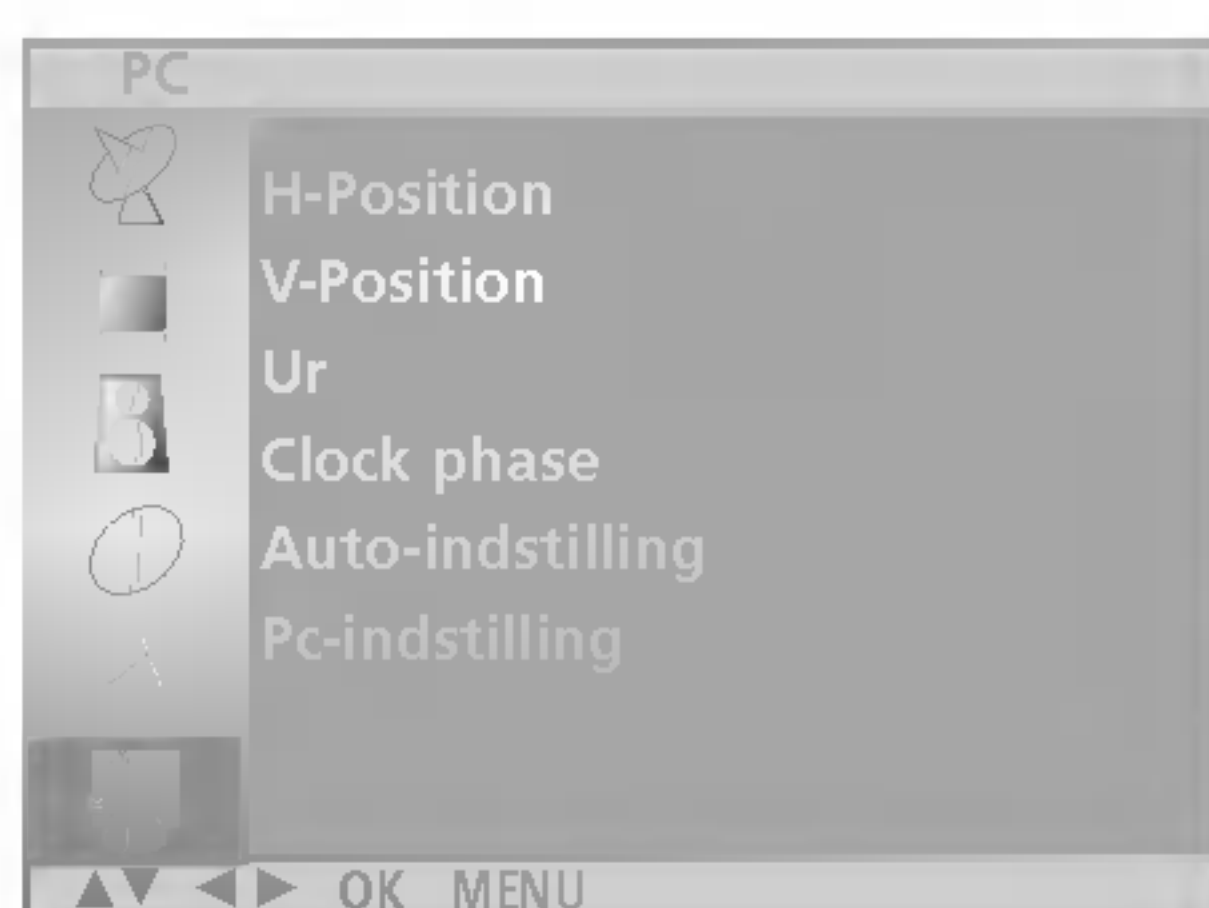 PC
H-Position
V-Position
Ur
Clock phase
Auto-indstilling
Pc-indstilling
▲▼ ◀▶ OK MENU